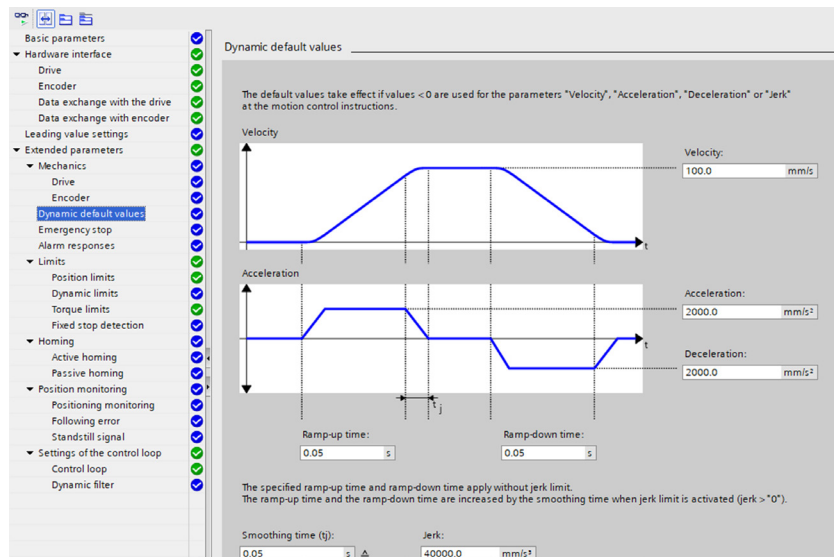 Basic parameters
Hardware interface
Drive
Encoder
Data exchange with the drive
Data exchange with encoder
Leading value settings
Extended parameters
Mechanics
Drive
Encoder
Dynamic default values
Emergency stop
Alarm responses
Limits
Position limits
Dynamic limits
Torque limits
Fixed stop detection
Homing
Active homing
Passive homing
Position monitoring
Positioning monitoring
Following error
Standstill signal
Settings of the control loop
Control loop
Dynamic filter
Dynamic default values
The default values take effect if values <0 are used for the parameters "Velocity", "Acceleration", "Deceleration" or "Jerk"
at the motion control instructions.
Velocity
t
Velocity:
100.0 mm/s
Acceleration
t
t j
Acceleration:
2000.0 mm/s²
Deceleration:
2000.0 mm/s²
Ramp-up time: Ramp-down time:
0.05 s 0.05 s
The specified ramp-up time and ramp-down time apply without jerk limit.
The ramp-up time and the ramp-down time are increased by the smoothing time when jerk limit is activated (jerk > "0").
Smoothing time (tj): Jerk:
0.05 s 40000.0 mm/s³